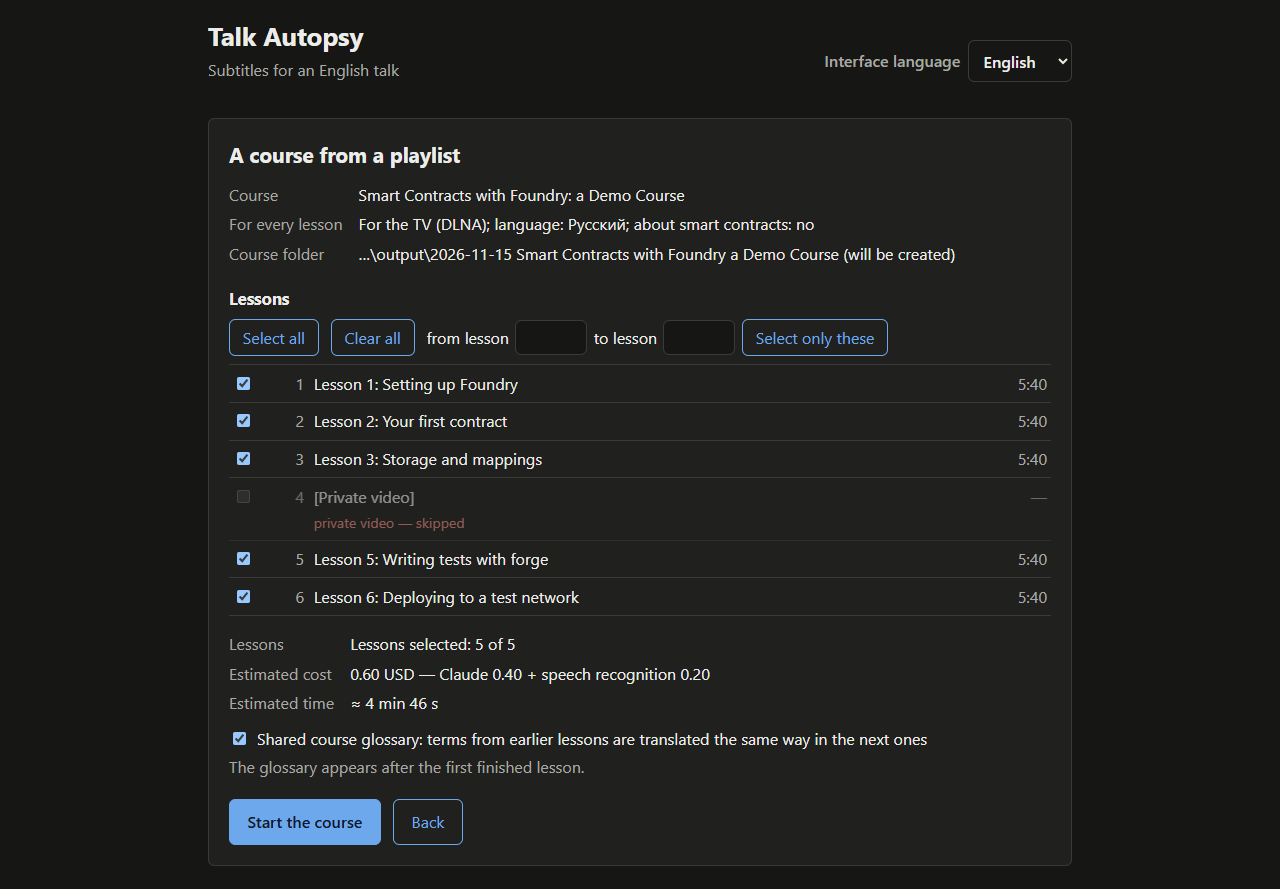 Talk Autopsy
Subtitles for an English talk
Interface language English
A course from a playlist
Course Smart Contracts with Foundry: a Demo Course
For every lesson For the TV (DLNA); language: Русский; about smart contracts: no
Course folder ...\output\2026-11-15 Smart Contracts with Foundry a Demo Course (will be created)
Lessons
Select all Clear all from lesson to lesson Select only these
1 Lesson 1: Setting up Foundry 5:40
2 Lesson 2: Your first contract 5:40
3 Lesson 3: Storage and mappings 5:40
4 [Private video] —
private video — skipped
5 Lesson 5: Writing tests with forge 5:40
6 Lesson 6: Deploying to a test network 5:40
Lessons Lessons selected: 5 of 5
Estimated cost 0.60 USD — Claude 0.40 + speech recognition 0.20
Estimated time ≈ 4 min 46 s
Shared course glossary: terms from earlier lessons are translated the same way in the next ones
The glossary appears after the first finished lesson.
Start the course Back